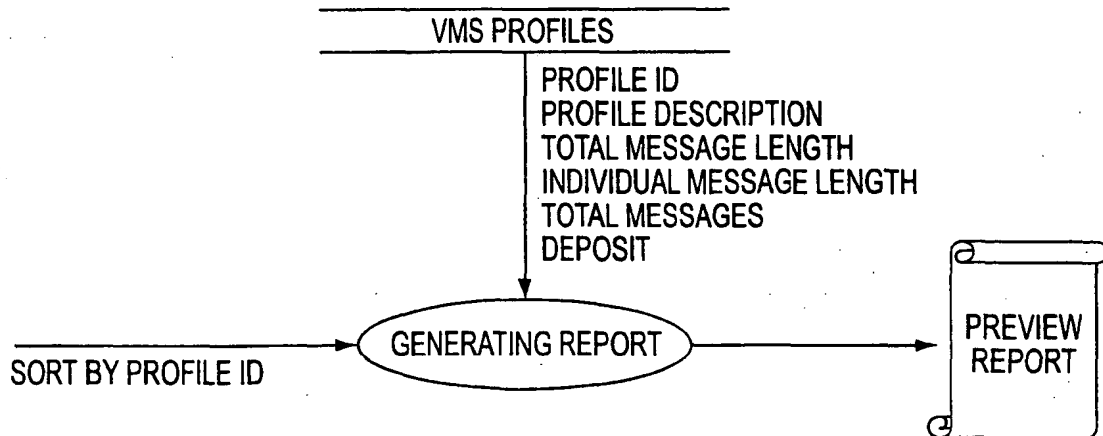 VMS PROFILES
PROFILE ID
PROFILE DESCRIPTION
TOTAL MESSAGE LENGTH
INDIVIDUAL MESSAGE LENGTH
TOTAL MESSAGES
DEPOSIT
GENERATING REPORT
SORT BY PROFILE ID
PREVIEW
REPORT